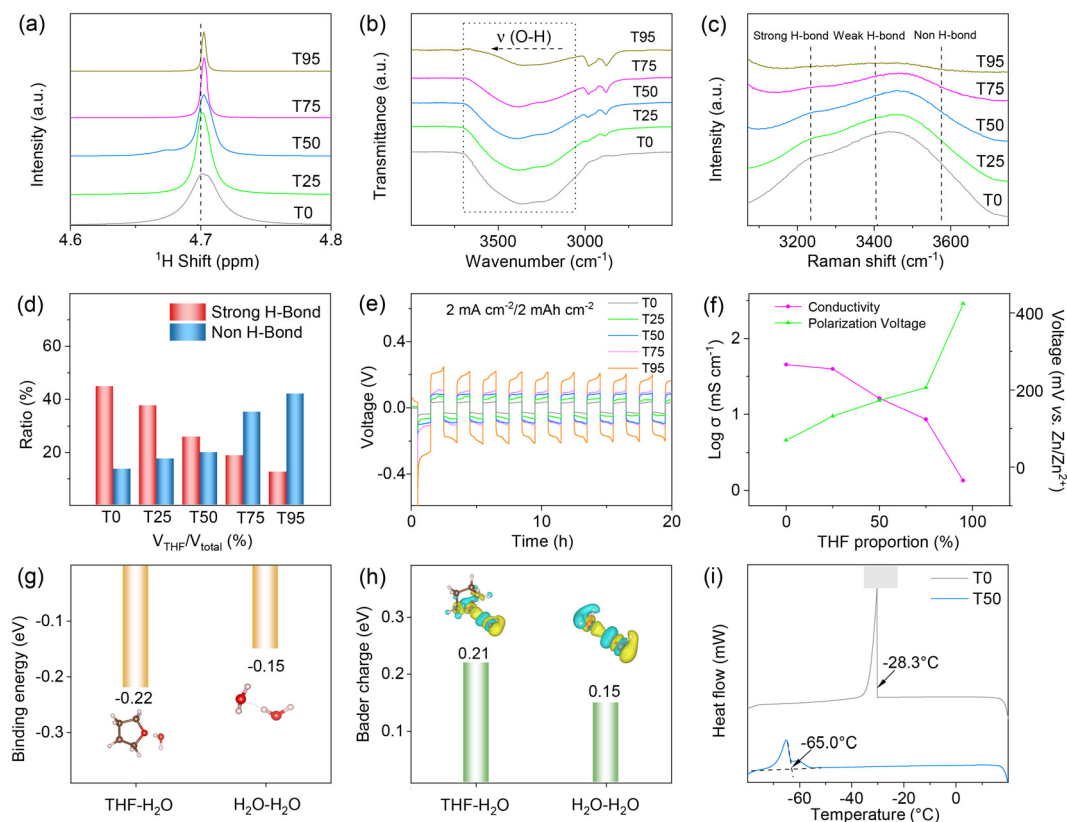 (a)
T95
T75
T50
T25
T0
Intensity (a.u.)
4.6
4.7
4.8
¹H Shift (ppm)
(b)
ν (O-H)
T95
T75
T50
T25
T0
Transmittance (a.u.)
3500
3000
Wavenumber (cm⁻¹)
(c)
Strong H-bond
Weak H-bond
Non H-bond
T95
T75
T50
T25
T0
Intensity (a.u.)
3200
3400
3600
Raman shift (cm⁻¹)
(d)
Strong H-Bond
Non H-Bond
Ratio (%)
60
40
20
T0
T25
T50
T75
T95
V_THF/V_total (%)
(e)
2 mA cm⁻²/2 mAh cm⁻²
T0
T25
T50
T75
T95
Voltage (V)
0.4
0.0
-0.4
0
5
10
15
20
Time (h)
(f)
Conductivity
Polarization Voltage
Log σ (mS cm⁻¹)
2
1
0
Voltage (mV vs. Zn/Zn²⁺)
400
200
0
0
50
100
THF proportion (%)
(g)
Binding energy (eV)
-0.1
-0.2
-0.3
-0.22
-0.15
THF-H₂O
H₂O-H₂O
(h)
Bader charge (eV)
0.3
0.2
0.1
0.21
0.15
THF-H₂O
H₂O-H₂O
(i)
T0
T50
-28.3°C
-65.0°C
Heat flow (mW)
-80
-60
-40
-20
0
Temperature (°C)